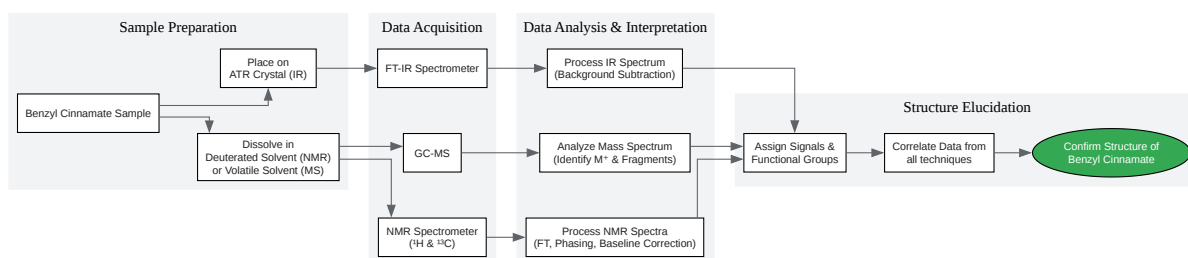 Sample Preparation
Data Acquisition
Data Analysis & Interpretation
Place on
ATR Crystal (IR)
FT-IR Spectrometer
Process IR Spectrum
(Background Subtraction)
Benzyl Cinnamate Sample
Structure Elucidation
Dissolve in
Deuterated Solvent (NMR)
or Volatile Solvent (MS)
GC-MS
Analyze Mass Spectrum
(Identify M⁺ & Fragments)
Assign Signals &
Functional Groups
Correlate Data from
all techniques
Confirm Structure of
Benzyl Cinnamate
NMR Spectrometer
(¹H & ¹³C)
Process NMR Spectra
(FT, Phasing, Baseline Correction)